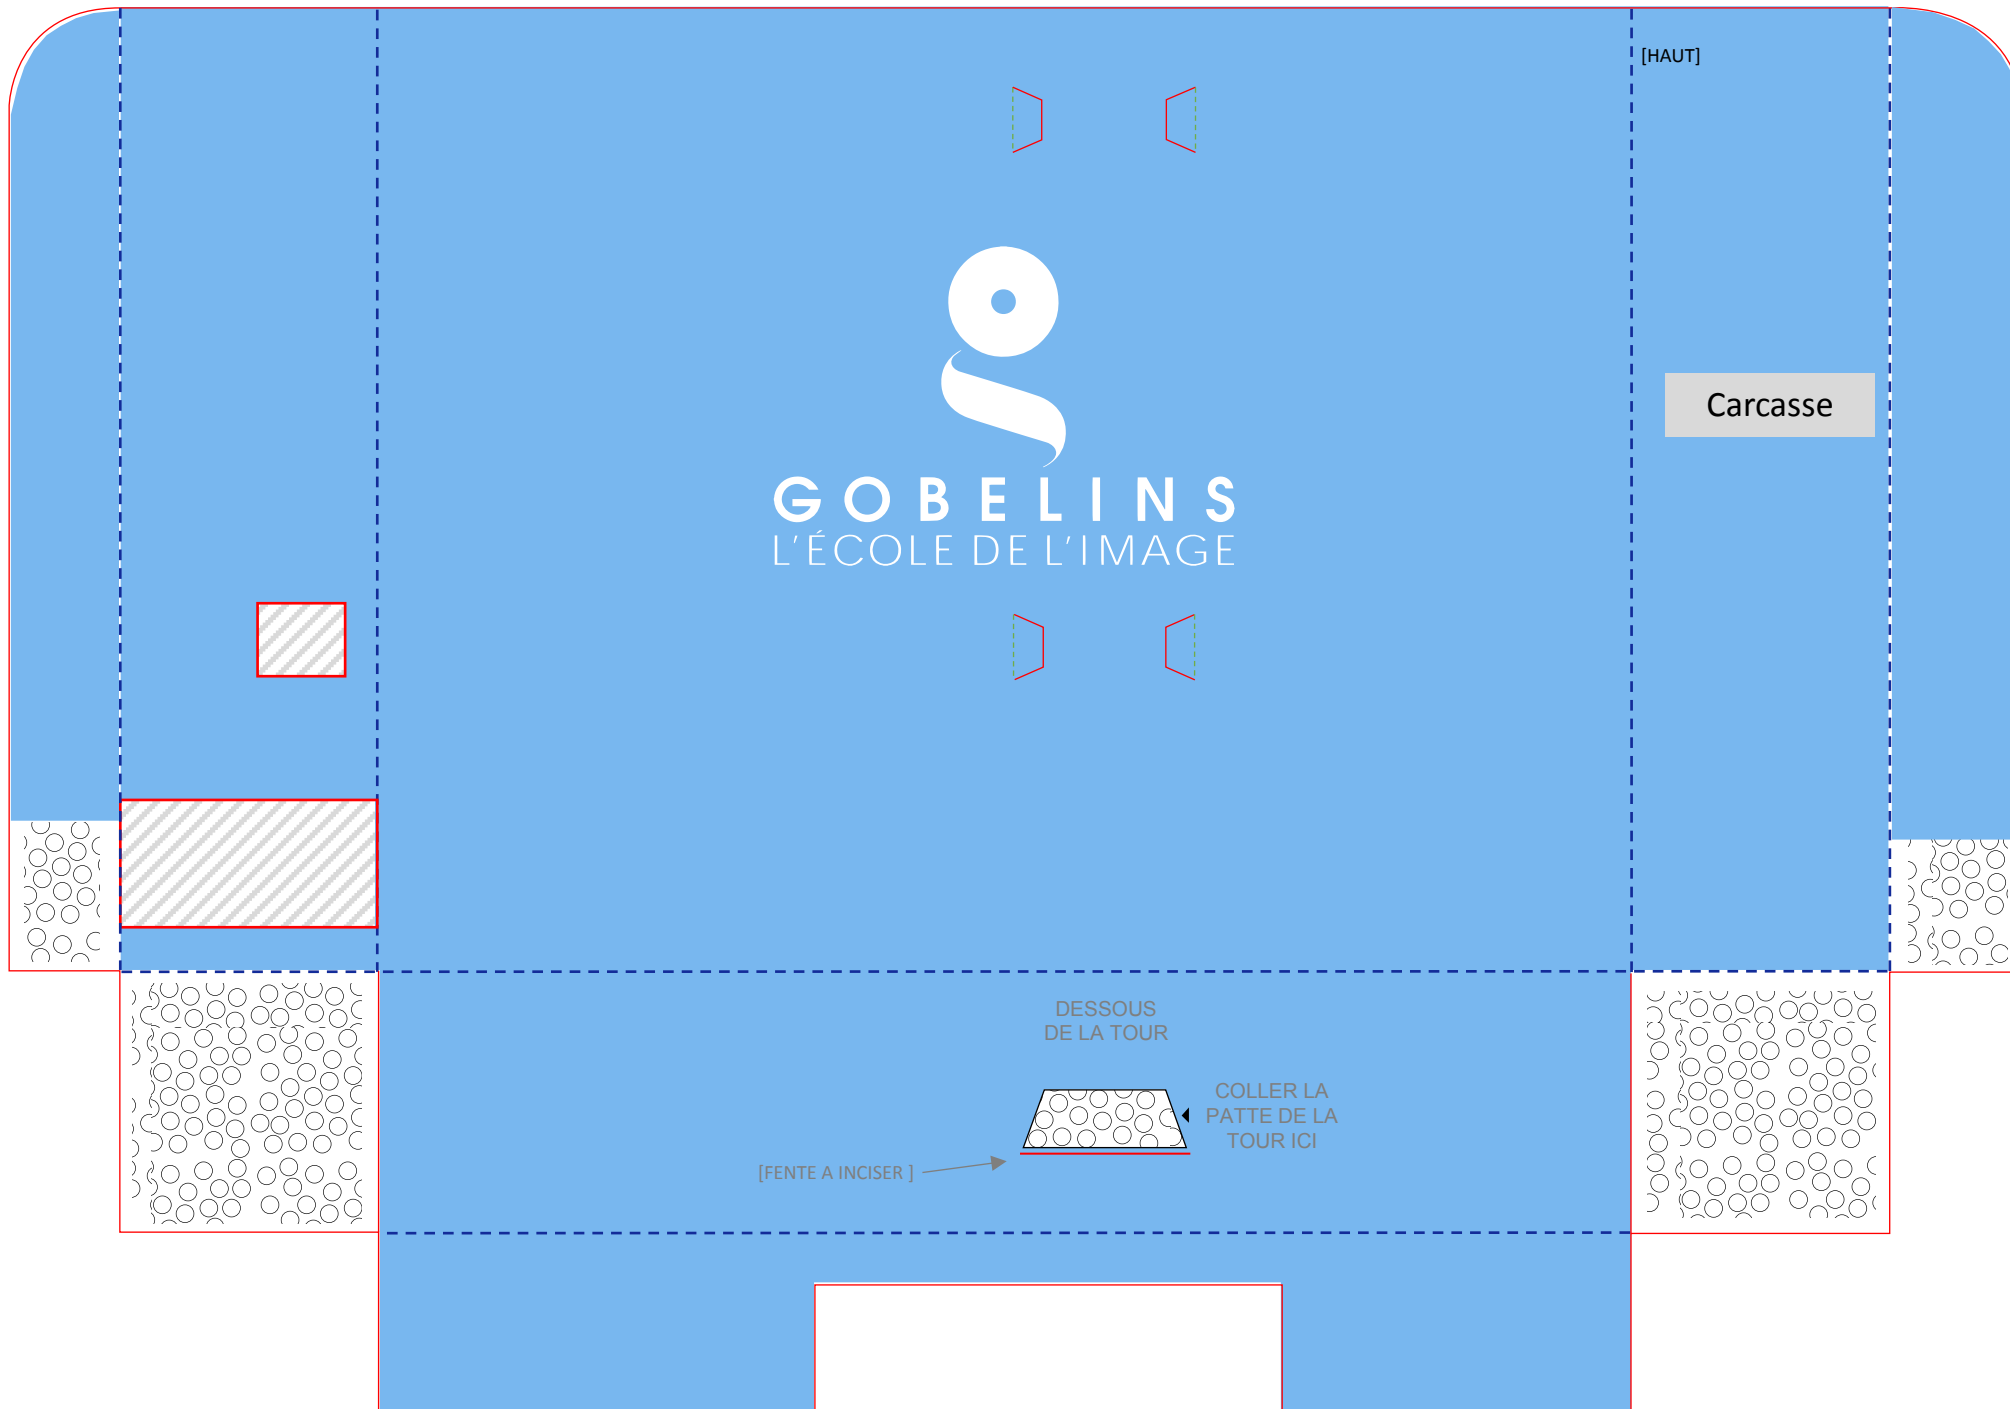 [HAUT]
Carcasse
g
GOBELINS
L'ÉCOLE DE L'IMAGE
DESSOUS
DE LA TOUR
COLLER LA
PATTE DE LA
TOUR ICI
[FENTE A INCISER ]